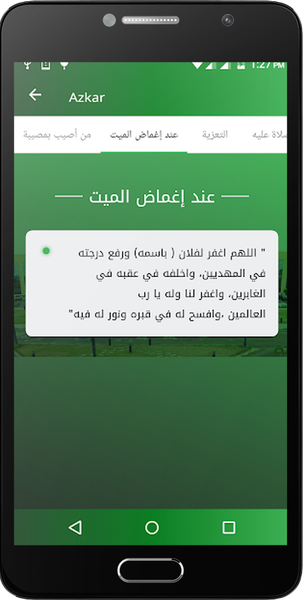 1:27 PM
Azkar
صلاة عليه التعزية عند إغماض الميت من أصيب بمصيبة
عند إغماض الميت
" اللهم اغفر لفلان ( باسمه) ورفع درجته
في المهديين، واخلفه في عقبه في
الغابرين، واغفر لنا وله يا رب
العالمين ،وافسح له في قبره ونور له فيه"